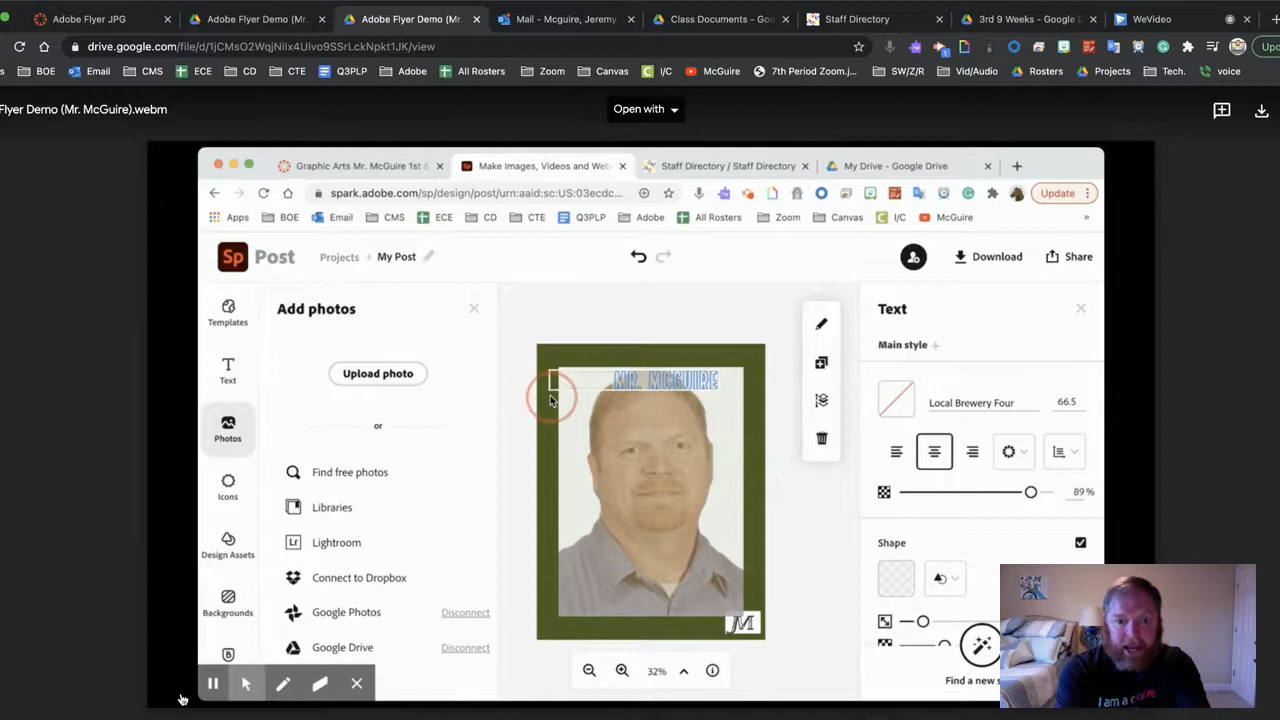 Adobe Flyer JPG × Adobe Flyer Demo (Mr. × Adobe Flyer Demo (Mr. × Mail - Mcguire, Jeremy × Class Documents - Goo × Staff Directory × 3rd 9 Weeks - Google D × WeVideo ×
drive.google.com/file/d/1jCMsO2WqjNiIx4UIvo9SSrLckNpkt1JK/view
BOE Email CMS ECE CD CTE Q3PLP Adobe All Rosters Zoom Canvas I/C McGuire 7th Period Zoom.j... SW/Z/R Vid/Audio Rosters Projects Tech. voice
Flyer Demo (Mr. McGuire).webm
Open with
Graphic Arts Mr. McGuire 1st & × Make Images, Videos and Web × Staff Directory / Staff Directory × My Drive - Google Drive × +
spark.adobe.com/sp/design/post/urn:aaid:sc:US:03ecdc...
Update
Apps BOE Email CMS ECE CD CTE Q3PLP Adobe All Rosters Zoom Canvas I/C McGuire »
Sp Post Projects My Post Download Share
Templates
Text
Photos
Icons
Design Assets
Backgrounds
Add photos
Upload photo
or
Find free photos
Libraries
Lr Lightroom
Connect to Dropbox
Google Photos Disconnect
Google Drive Disconnect
MR. MCGUIRE
JM
32%
Text
Main style +
Local Brewery Four 66.5
89 %
Shape
Find a new s
I am a